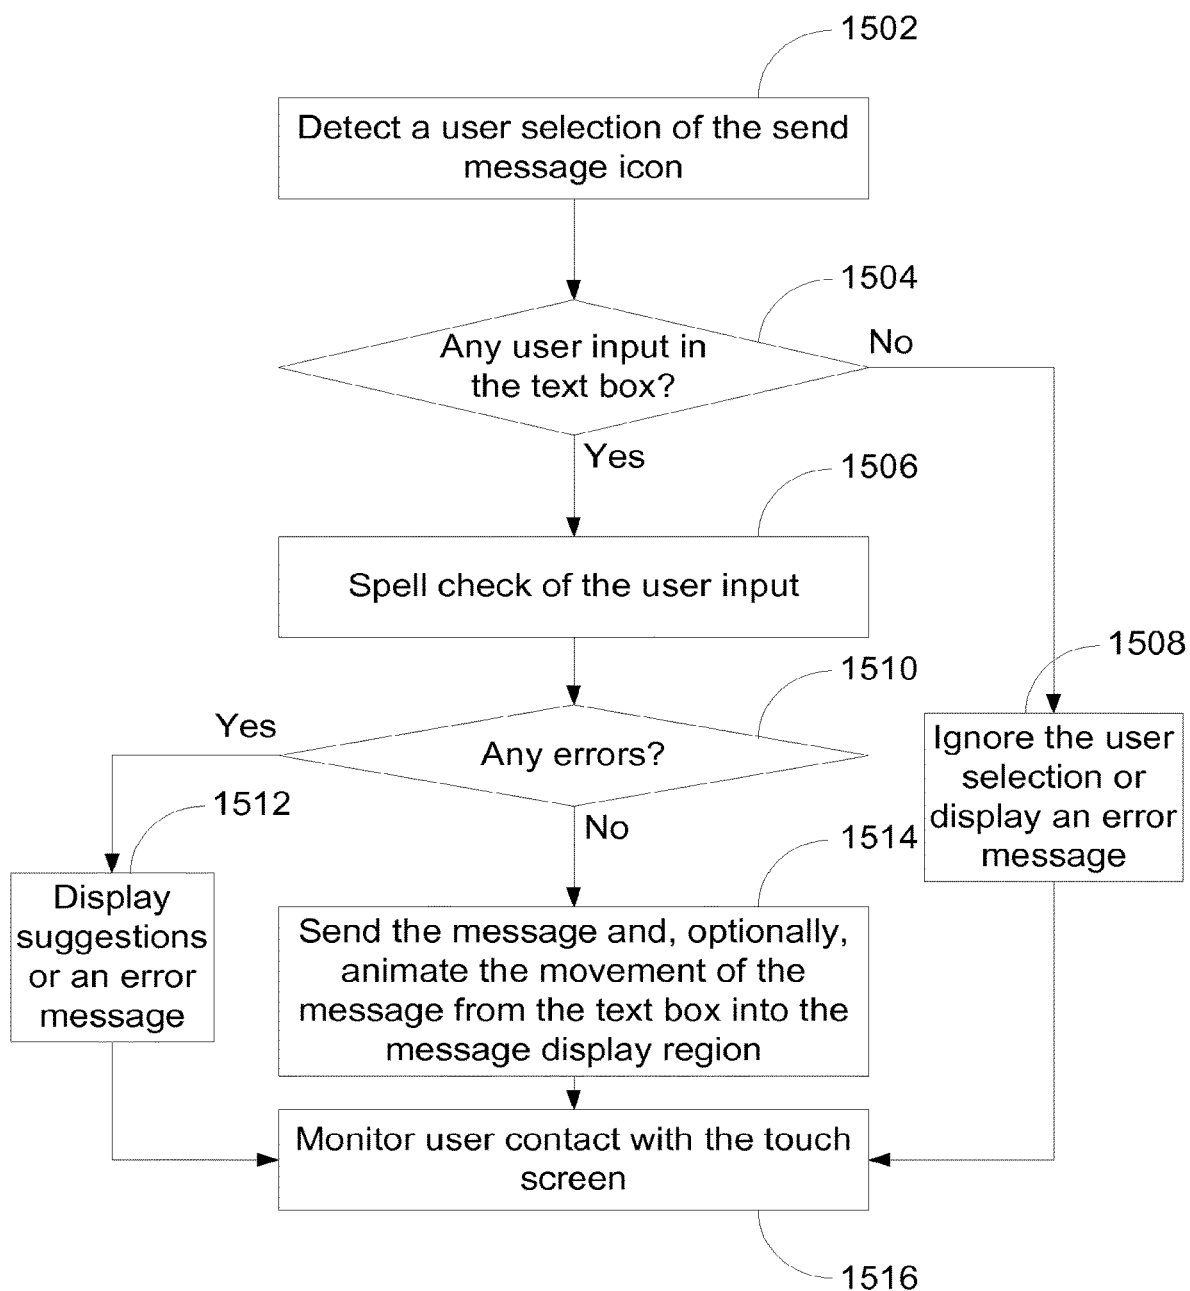 1502
Detect a user selection of the send
message icon
1504
Any user input in
the text box?
No
Yes
1506
Spell check of the user input
1508
1510
Yes
Any errors?
Ignore the user
selection or
display an error
message
1512
No
1514
Display
suggestions
or an error
message
Send the message and, optionally,
animate the movement of the
message from the text box into the
message display region
Monitor user contact with the touch
screen
1516